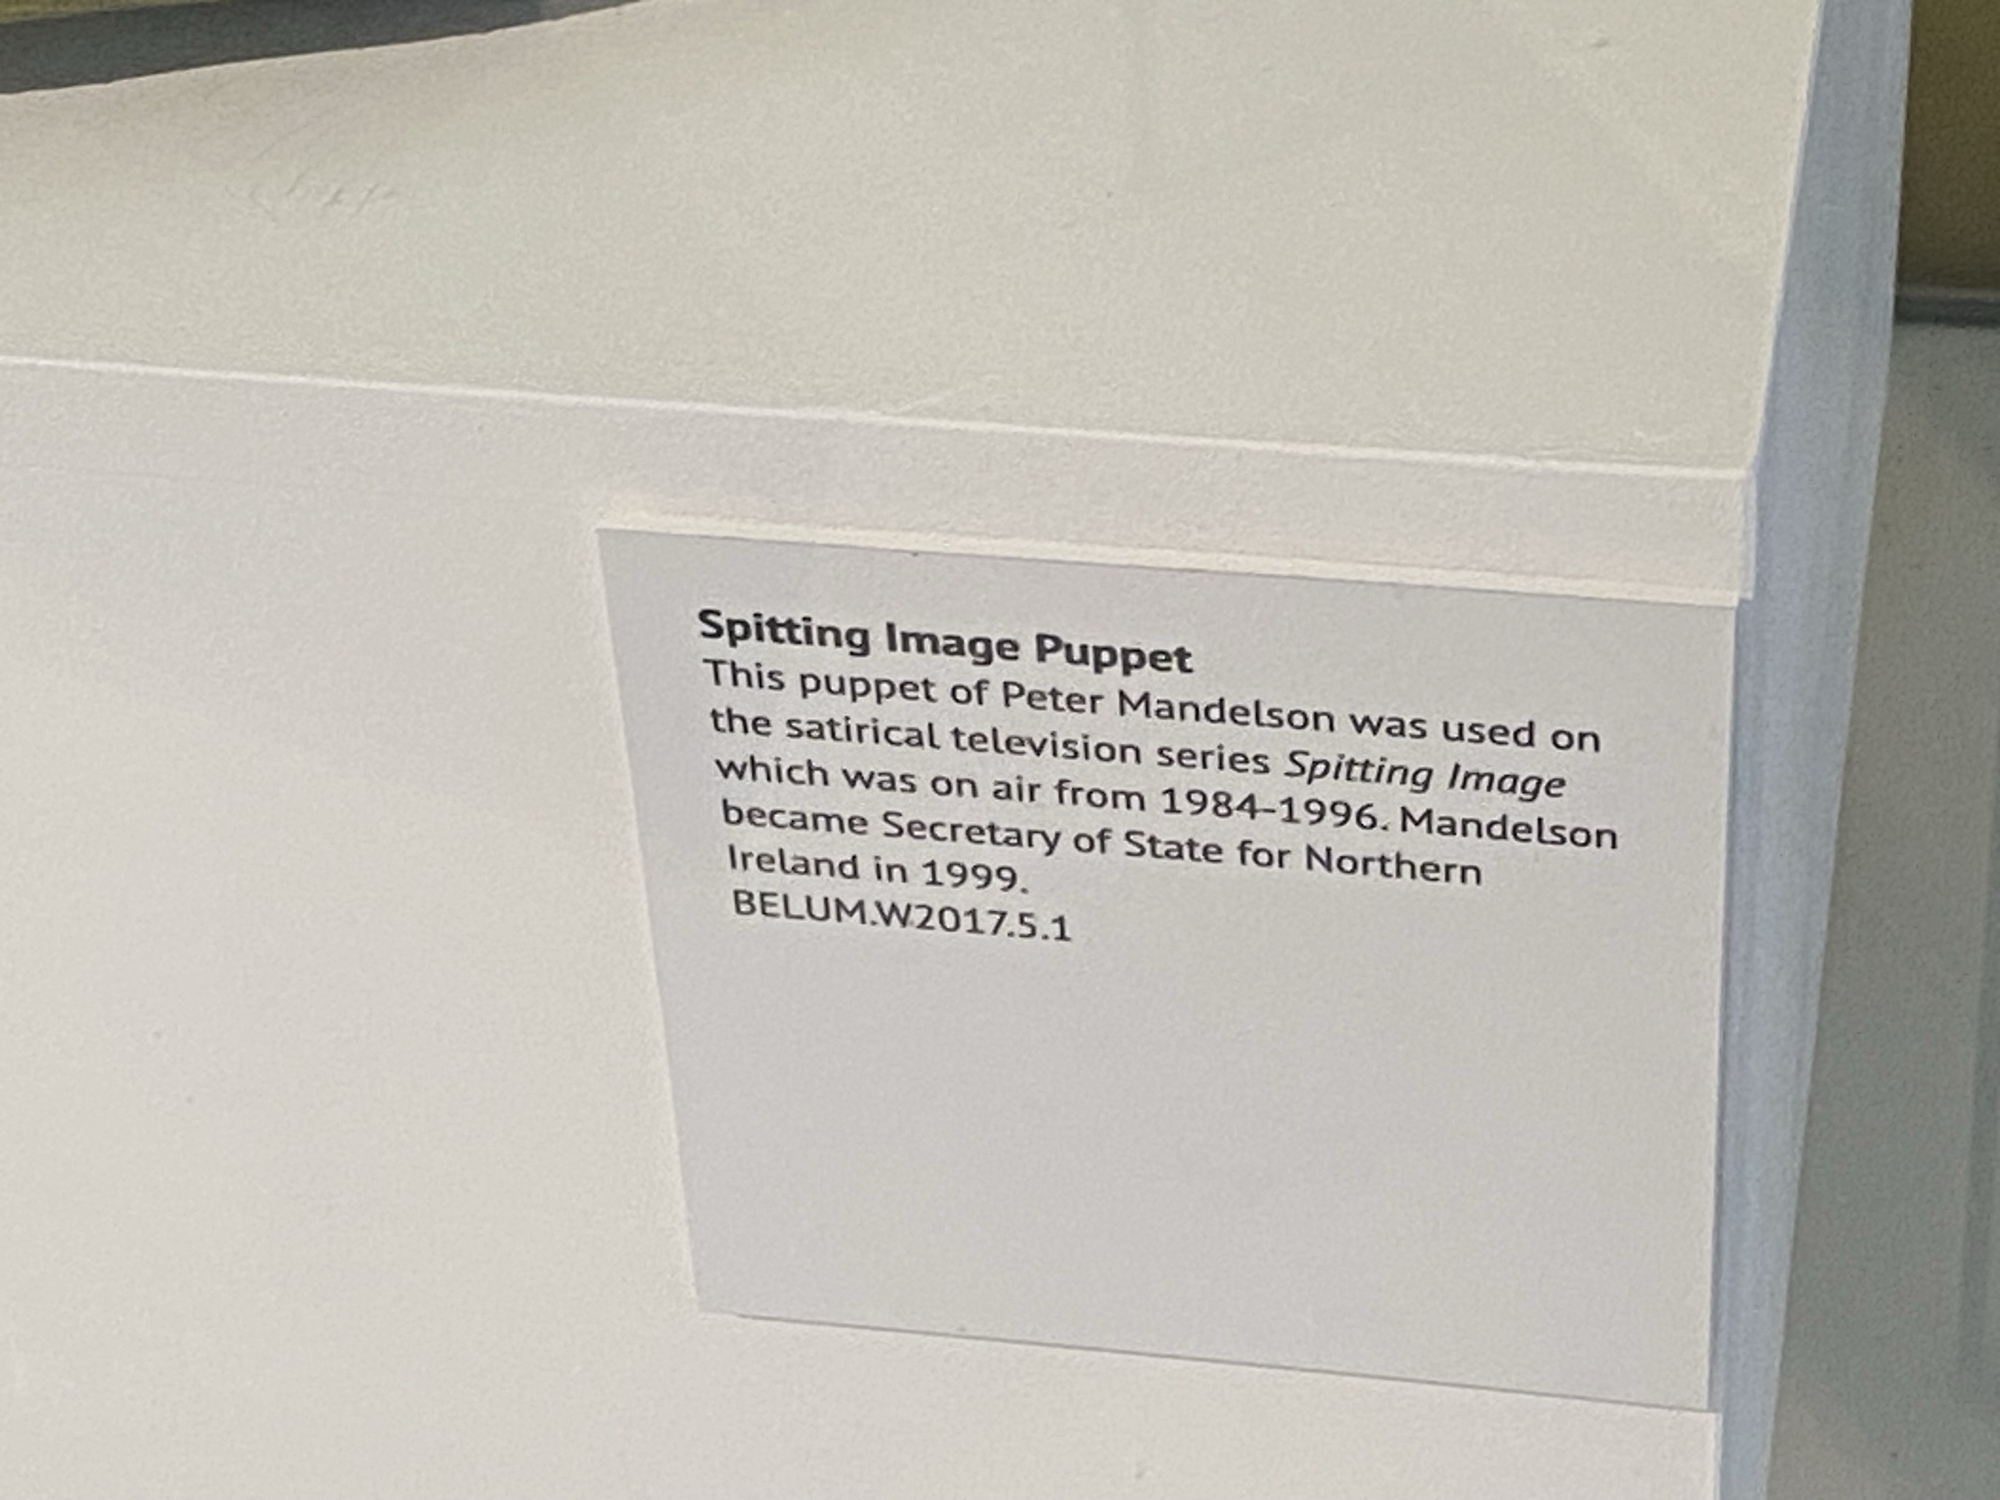 Spitting Image Puppet
This puppet of Peter Mandelson was used on
the satirical television series Spitting Image
which was on air from 1984-1996. Mandelson
became Secretary of State for Northern
Ireland in 1999.
BELUM.W2017.5.1